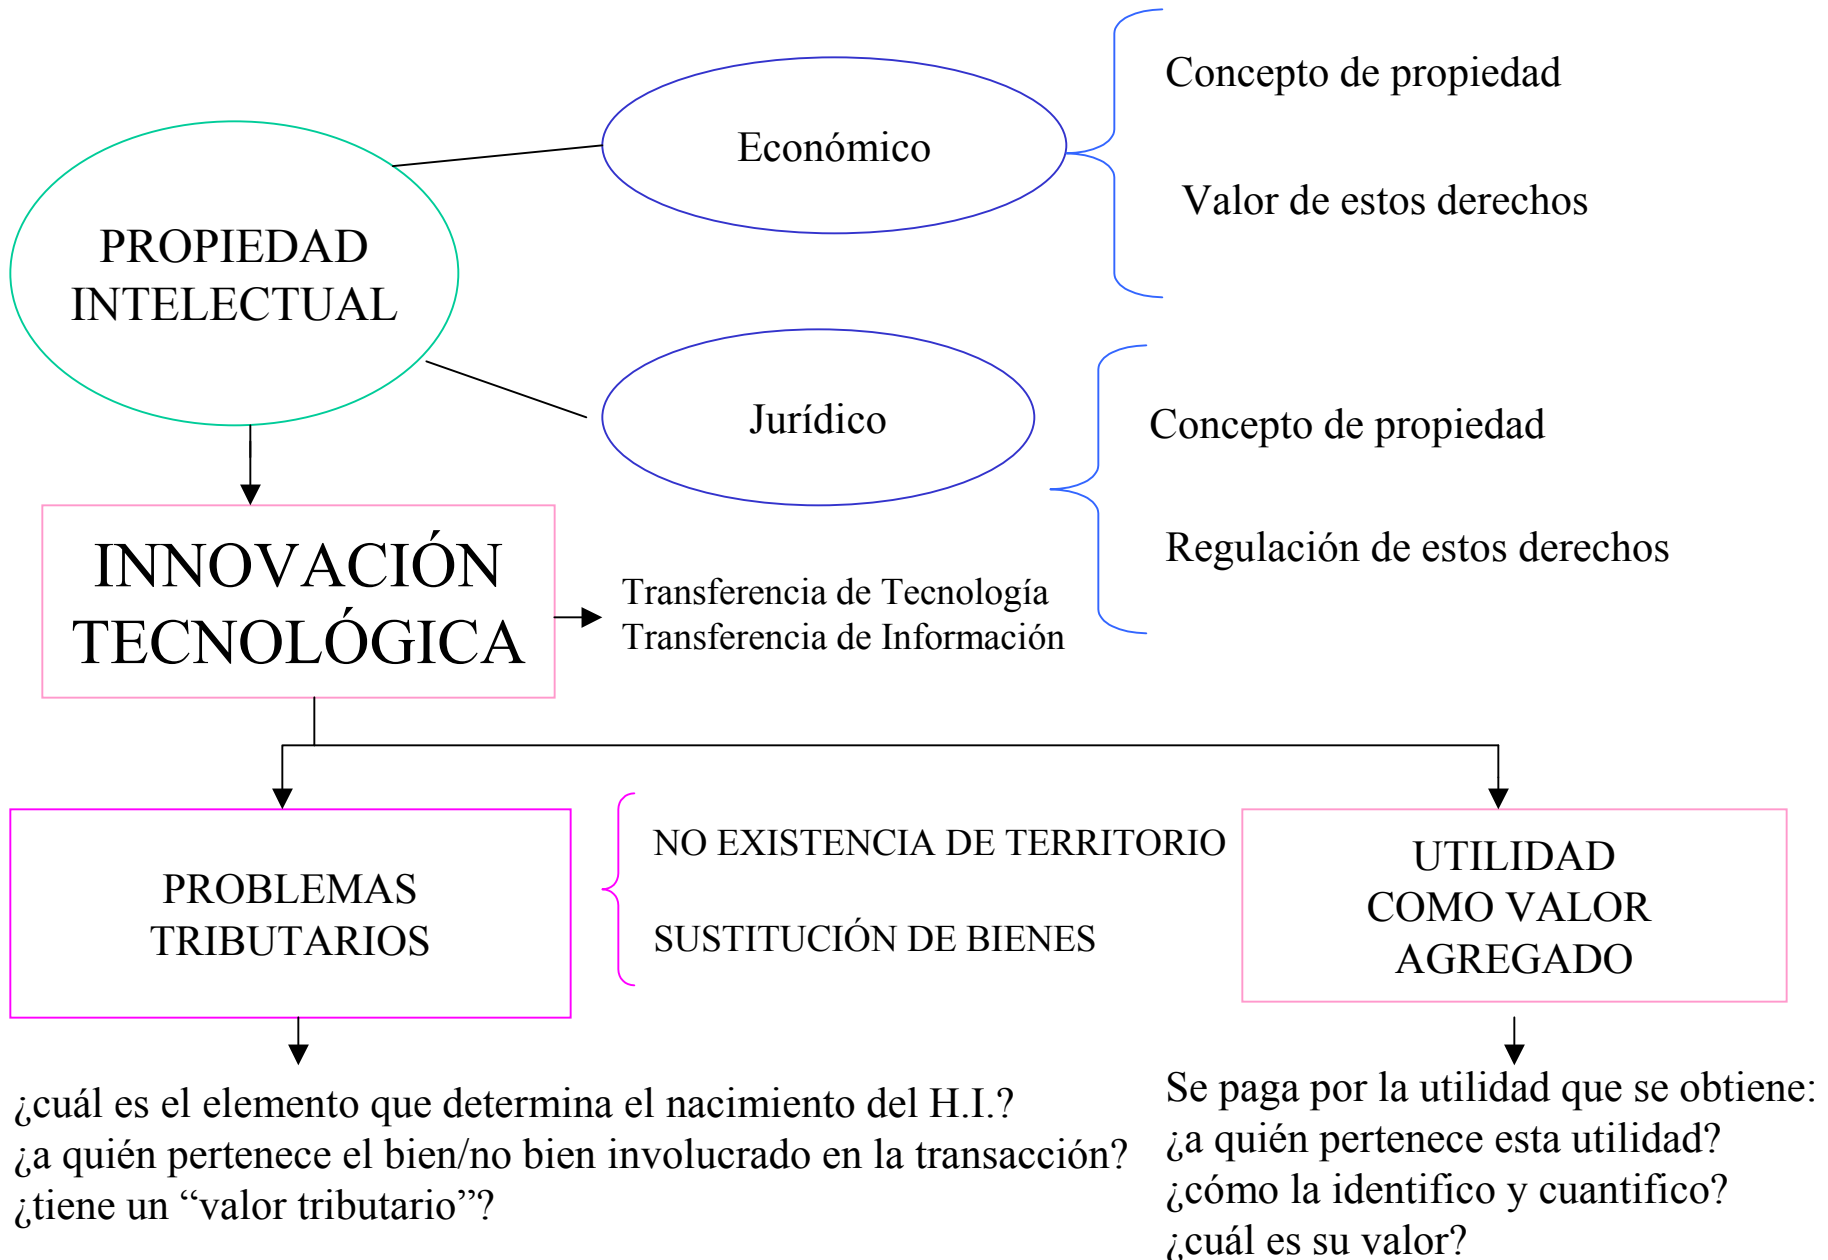 Concepto de propiedad
Económico
Valor de estos derechos
PROPIEDAD
INTELECTUAL
Jurídico
Concepto de propiedad
Regulación de estos derechos
INNOVACIÓN
TECNOLÓGICA
Transferencia de Tecnología
Transferencia de Información
PROBLEMAS
TRIBUTARIOS
NO EXISTENCIA DE TERRITORIO
SUSTITUCIÓN DE BIENES
UTILIDAD
COMO VALOR
AGREGADO
¿cuál es el elemento que determina el nacimiento del H.I.?
¿a quién pertenece el bien/no bien involucrado en la transacción?
¿tiene un “valor tributario”?
Se paga por la utilidad que se obtiene:
¿a quién pertenece esta utilidad?
¿cómo la identifico y cuantifico?
¿cuál es su valor?